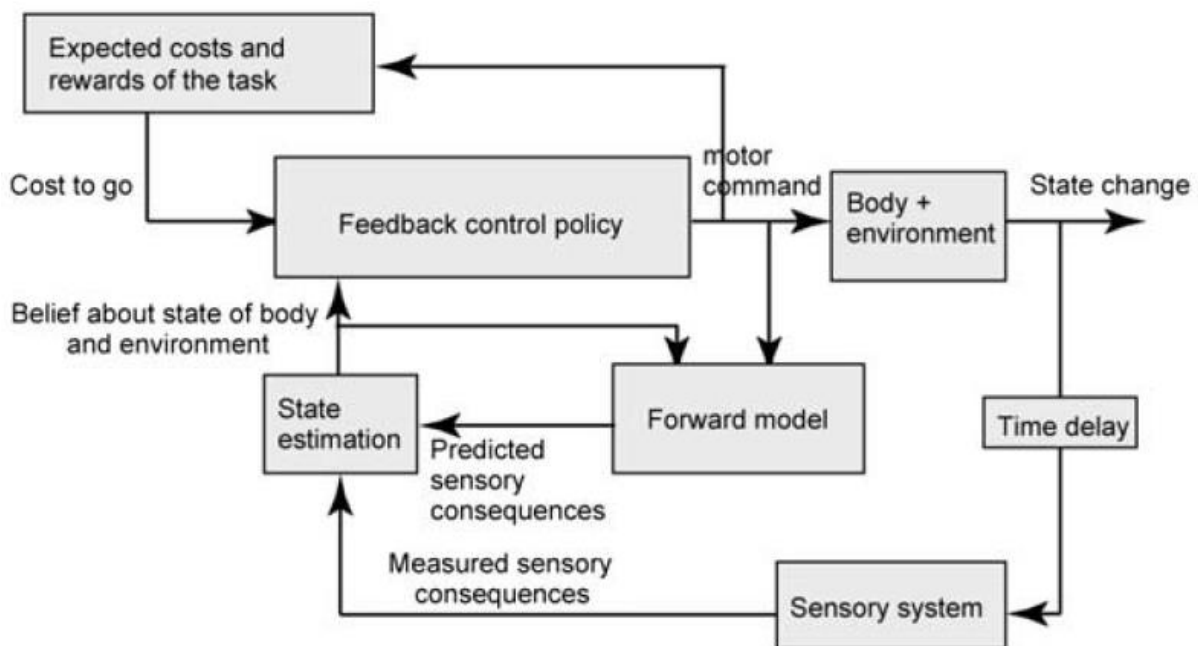 Expected costs and
rewards of the task
Cost to go
Feedback control policy
motor
command
Body +
environment
State change
Belief about state of body
and environment
State
estimation
Predicted
sensory
consequences
Forward model
Time delay
Measured sensory
consequences
Sensory system